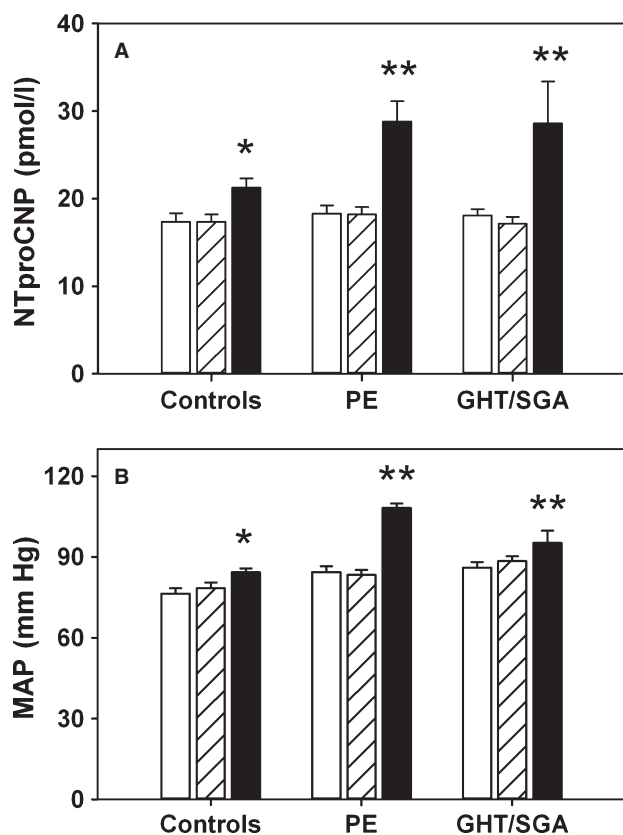 A
NTproCNP (pmol/l)
40
30
20
10
0
*
**
**
Controls PE GHT/SGA
B
MAP (mm Hg)
120
90
60
30
0
*
**
**
Controls PE GHT/SGA